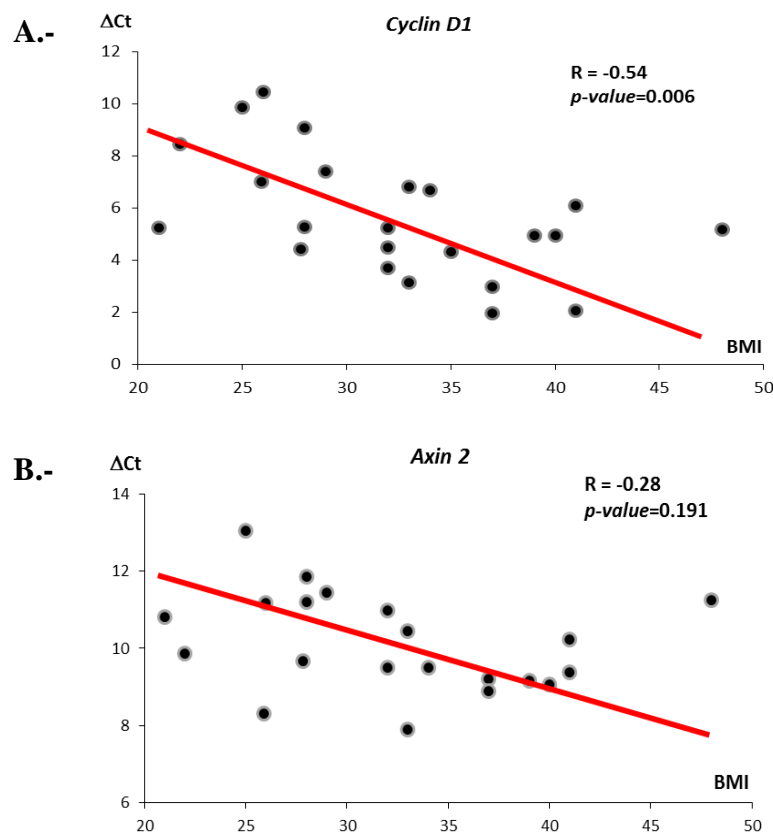 A.-
ΔCt
Cyclin D1
R = -0.54
p-value=0.006
12
10
8
6
4
2
0
BMI
20 25 30 35 40 45 50
B.-
ΔCt
Axin 2
R = -0.28
p-value=0.191
14
12
10
8
6
BMI
20 25 30 35 40 45 50